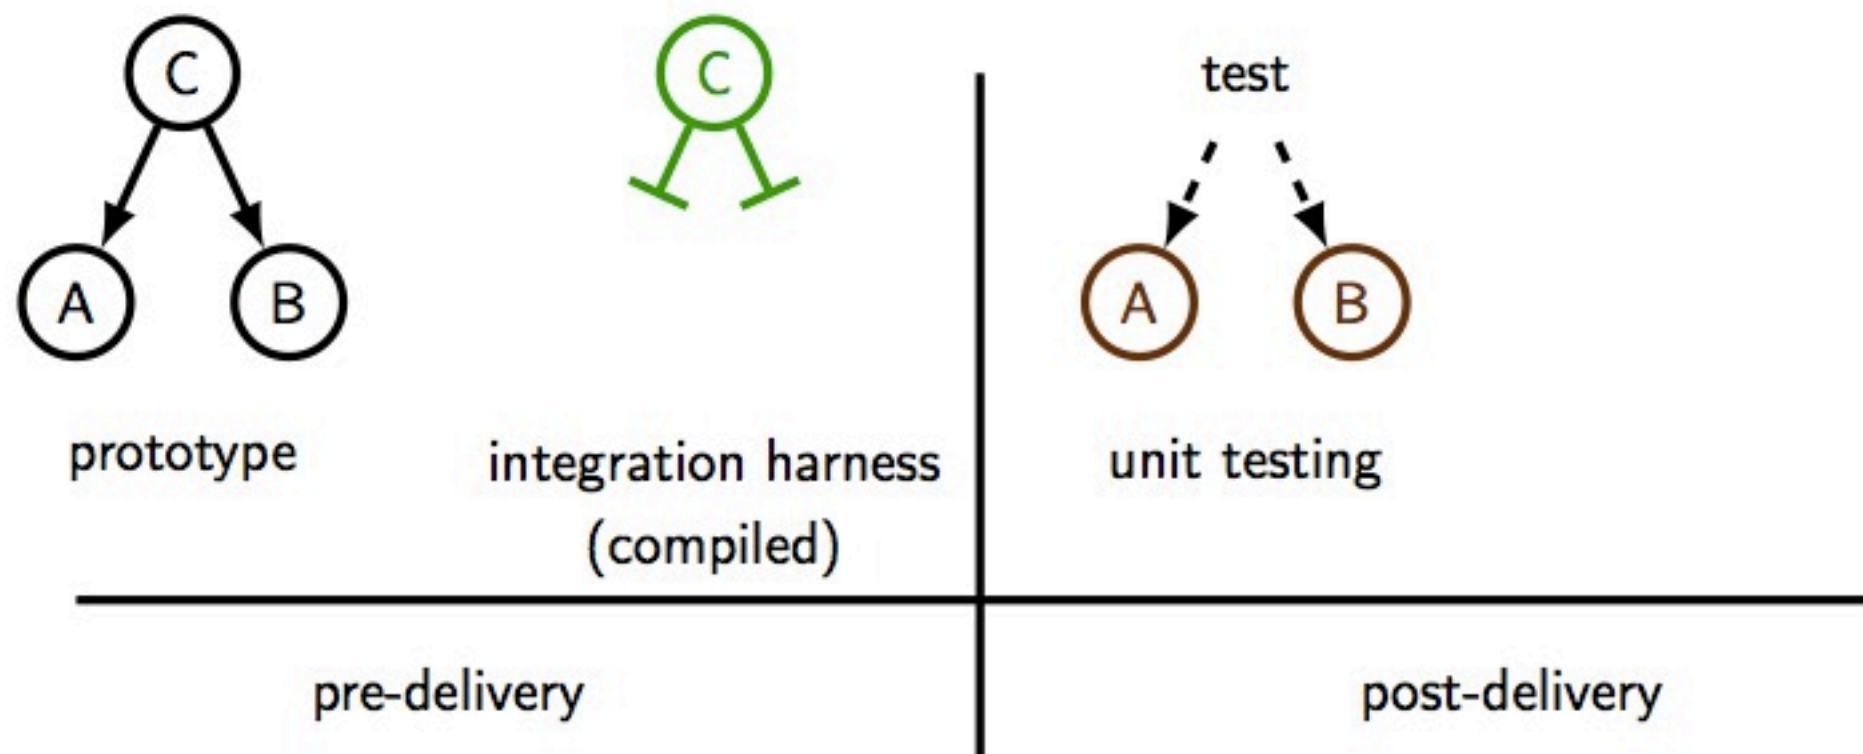 C
A
B
prototype
C
integration harness
(compiled)
test
A
B
unit testing
pre-delivery
post-delivery